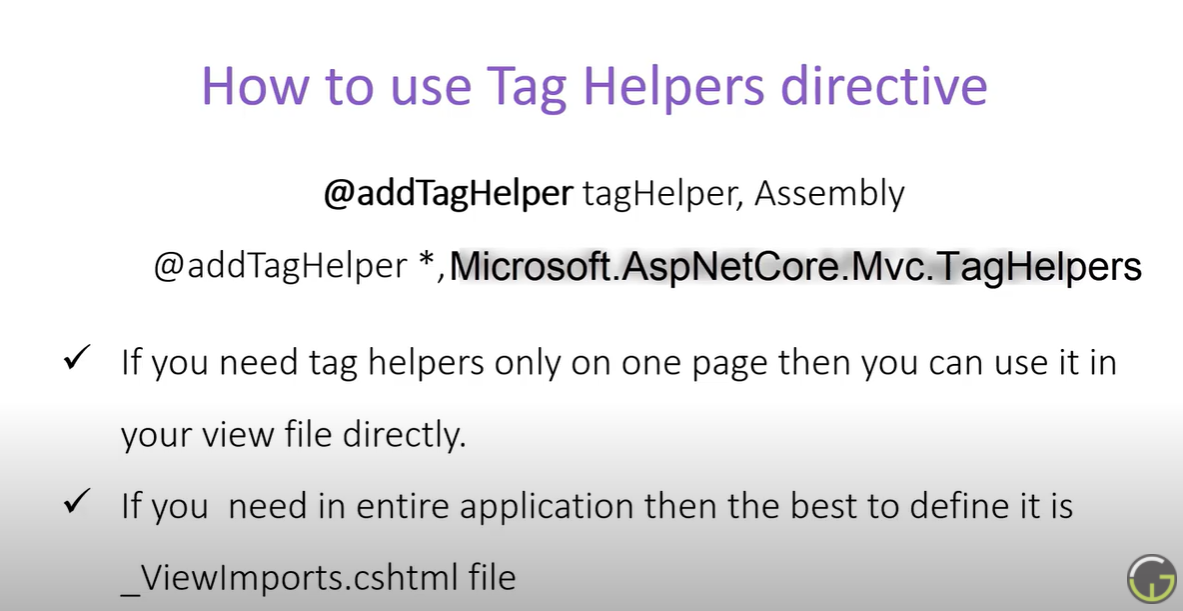 How to use Tag Helpers directive
@addTagHelper tagHelper, Assembly
@addTagHelper *,Microsoft.AspNetCore.Mvc.TagHelpers
✓ If you need tag helpers only on one page then you can use it in
your view file directly.
✓ If you  need in entire application then the best to define it is
_ViewImports.cshtml file